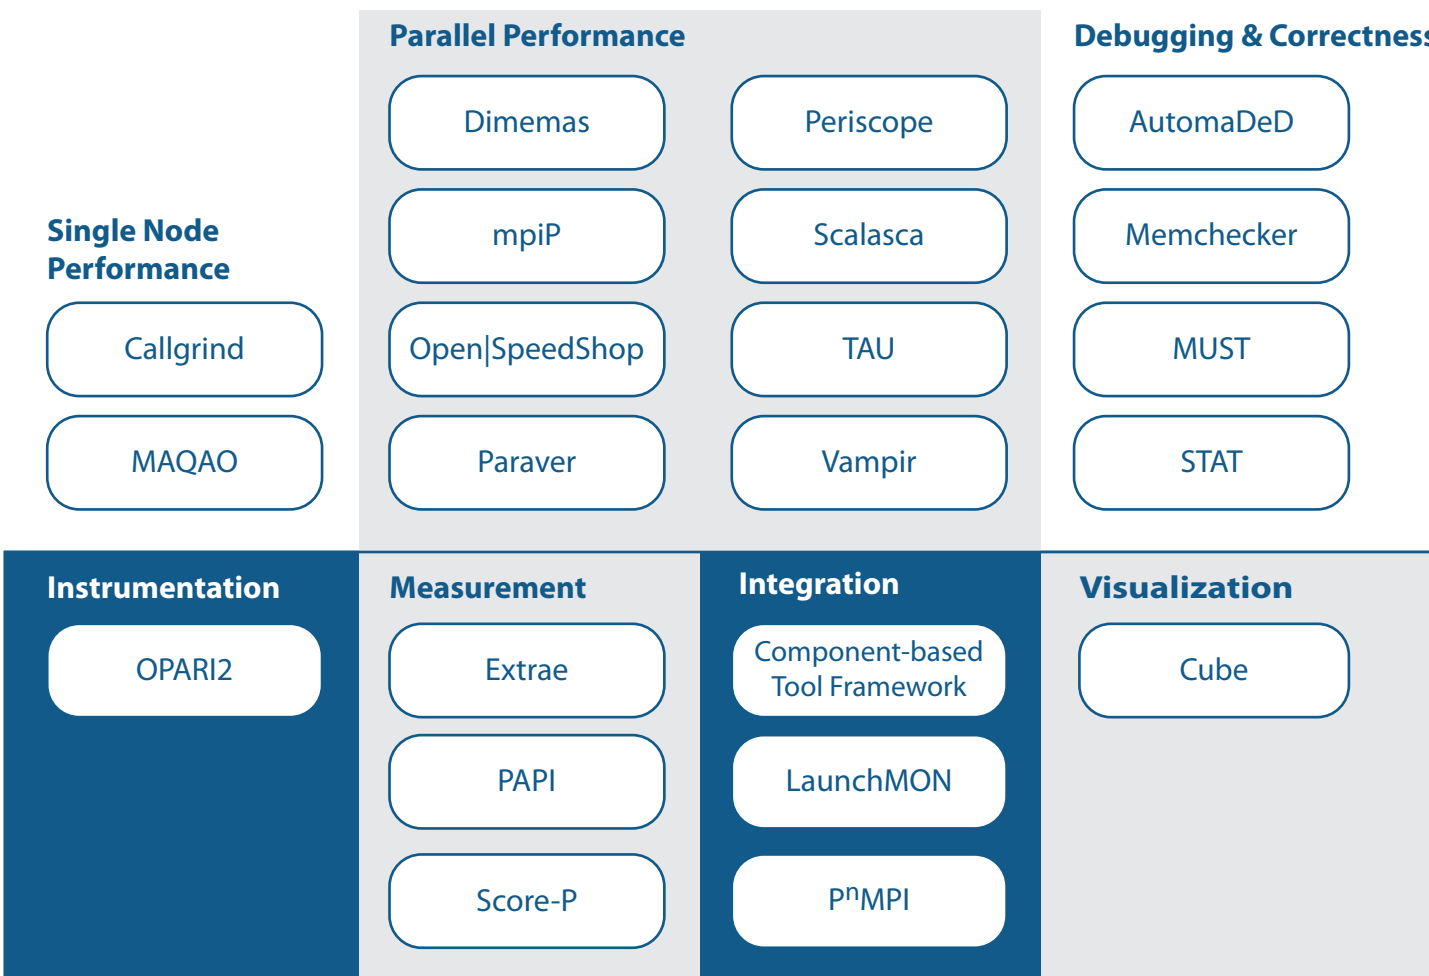 Parallel Performance
Debugging & Correctness
Dimemas
Periscope
AutomaDeD
mpiP
Scalasca
Memchecker
Single Node
Performance
Callgrind
Open|SpeedShop
TAU
MUST
MAQAO
Paraver
Vampir
STAT
Instrumentation
Measurement
Integration
Visualization
OPARI2
Extrae
Component-based
Tool Framework
Cube
PAPI
LaunchMON
Score-P
PⁿMPI